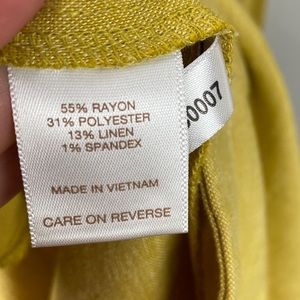 55% RAYON
31% POLYESTER
13% LINEN
1% SPANDEX
MADE IN VIETNAM
CARE ON REVERSE
0007